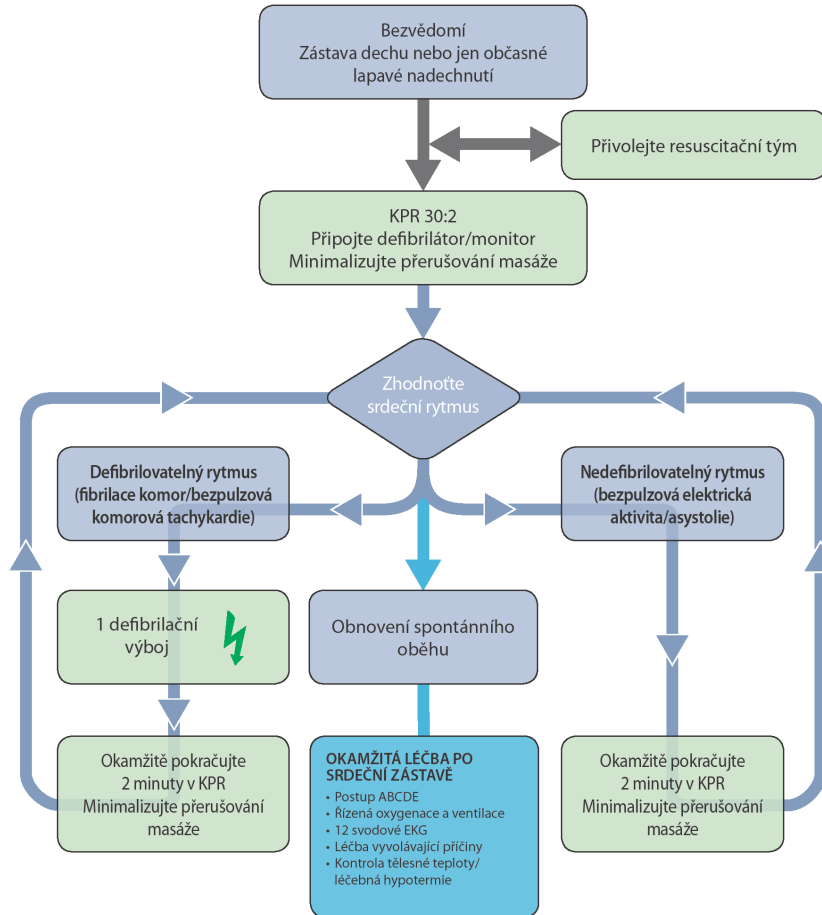 Bezvědomí
Zástava dechu nebo jen občasné
lapavé nadechnutí
Přivolejte resuscitační tým
KPR 30:2
Připojte defibrilátor/monitor
Minimalizujte přerušování masáže
Zhodnoťte
srdeční rytmus
Defibrilovatelný rytmus
(fibrilace komor/bezpulzová
komorová tachykardie)
Nedefibrilovatelný rytmus
(bezpulzová elektrická
aktivita/asystolie)
1 defibrilační
výboj
Obnovení spontánního
oběhu
Okamžitě pokračujte
2 minuty v KPR
Minimalizujte přerušování
masáže
OKAMŽITÁ LÉČBA PO
SRDEČNÍ ZÁSTAVĚ
• Postup ABCDE
• Řízená oxygenace a ventilace
• 12 svodové EKG
• Léčba vyvolávající příčiny
• Kontrola tělesné teploty/
léčebná hypotermie
Okamžitě pokračujte
2 minuty v KPR
Minimalizujte přerušování
masáže